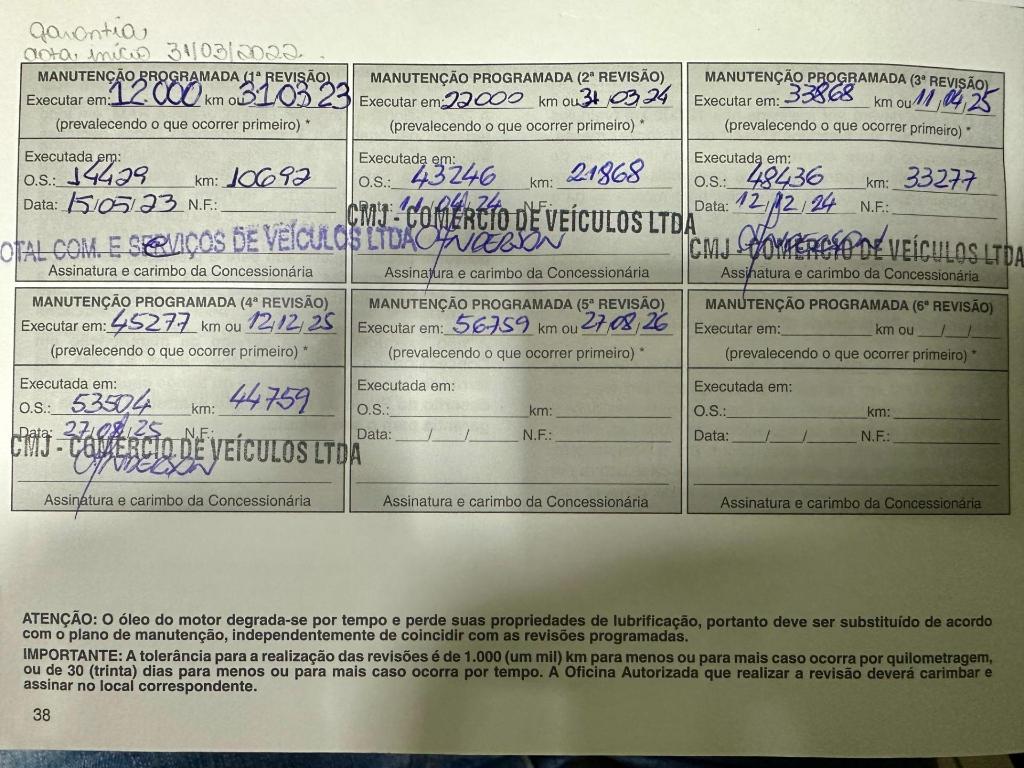 garantia
data início 31/03/2022
MANUTENÇÃO PROGRAMADA (1ª REVISÃO)
Executar em: 12.000 km ou 31/03/23
(prevalecendo o que ocorrer primeiro) *
Executada em:
O.S.: 14429 km: 10692
Data: 15/05/23 N.F.:
OTAL COM. E SERVIÇOS DE VEÍCULOS LTDA
Assinatura e carimbo da Concessionária
MANUTENÇÃO PROGRAMADA (2ª REVISÃO)
Executar em: 22000 km ou 31/03/24
(prevalecendo o que ocorrer primeiro) *
Executada em:
O.S.: 43246 km: 21868
Data: 11/04/24
CMJ - COMERCIO DE VEÍCULOS LTDA
ANDERSON
Assinatura e carimbo da Concessionária
MANUTENÇÃO PROGRAMADA (3ª REVISÃO)
Executar em: 33868 km ou 11/04/25
(prevalecendo o que ocorrer primeiro) *
Executada em:
O.S.: 48436 km: 33277
Data: 12/12/24 N.F.:
CMJ - COMERCIO DE VEÍCULOS LTDA
ANDERSON
Assinatura e carimbo da Concessionária
MANUTENÇÃO PROGRAMADA (4ª REVISÃO)
Executar em: 45277 km ou 12/12/25
(prevalecendo o que ocorrer primeiro) *
Executada em:
O.S.: 53504 km: 44759
Data: 27/08/25 N.F.:
CMJ - COMERCIO DE VEÍCULOS LTDA
ANDERSON
Assinatura e carimbo da Concessionária
MANUTENÇÃO PROGRAMADA (5ª REVISÃO)
Executar em: 56759 km ou 27/08/26
(prevalecendo o que ocorrer primeiro) *
Executada em:
O.S.: km:
Data: / / N.F.:
Assinatura e carimbo da Concessionária
MANUTENÇÃO PROGRAMADA (6ª REVISÃO)
Executar em: km ou / /
(prevalecendo o que ocorrer primeiro) *
Executada em:
O.S.: km:
Data: / / N.F.:
Assinatura e carimbo da Concessionária
ATENÇÃO: O óleo do motor degrada-se por tempo e perde suas propriedades de lubrificação, portanto deve ser substituído de acordo
com o plano de manutenção, independentemente de coincidir com as revisões programadas.
IMPORTANTE: A tolerância para a realização das revisões é de 1.000 (um mil) km para menos ou para mais caso ocorra por quilometragem,
ou de 30 (trinta) dias para menos ou para mais caso ocorra por tempo. A Oficina Autorizada que realizar a revisão deverá carimbar e
assinar no local correspondente.
38